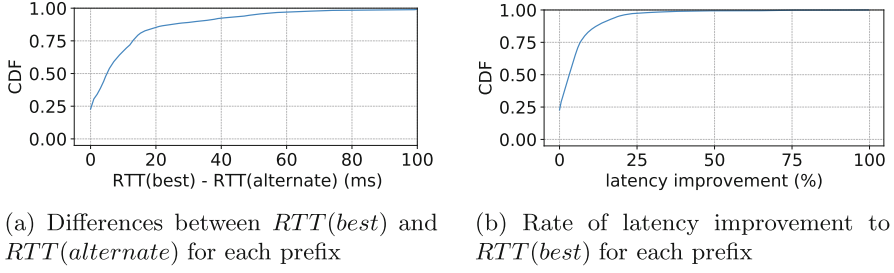 1.00
0.75
0.50
0.25
0.00
CDF
0 20 40 60 80 100
RTT(best) - RTT(alternate) (ms)
1.00
0.75
0.50
0.25
0.00
CDF
0 25 50 75 100
latency improvement (%)
(a) Differences between RTT(best) and
RTT(alternate) for each prefix
(b) Rate of latency improvement to
RTT(best) for each prefix